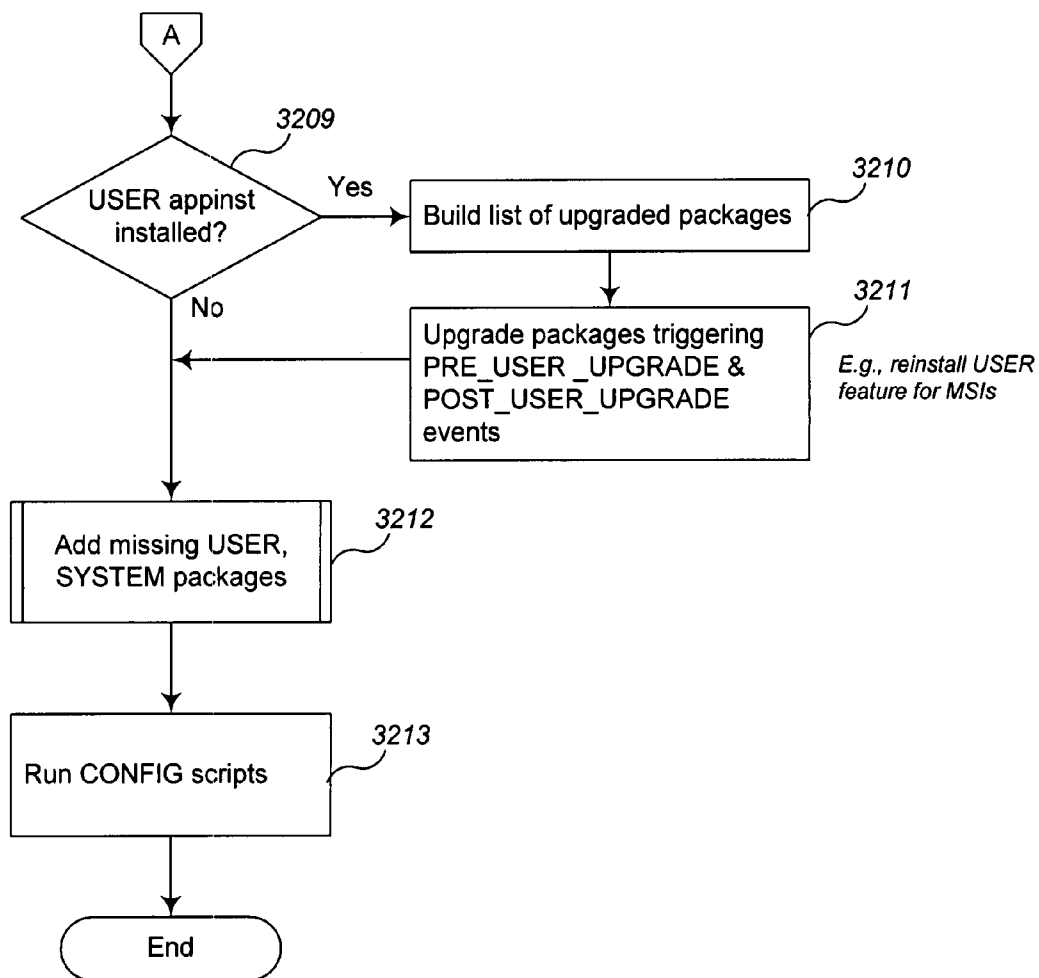 A
3209
USER appinst
installed?
Yes
3210
Build list of upgraded packages
No
3211
Upgrade packages triggering
PRE_USER _UPGRADE &
POST_USER_UPGRADE
events
E.g., reinstall USER
feature for MSIs
3212
Add missing USER,
SYSTEM packages
3213
Run CONFIG scripts
End